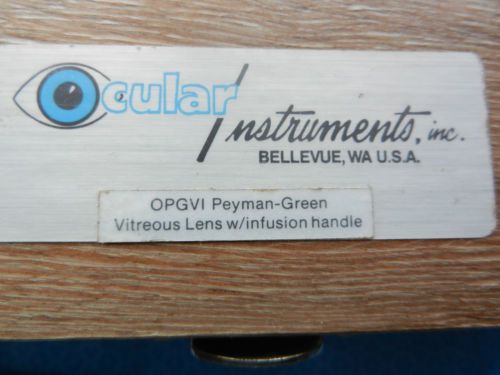 Ocular
Instruments, inc.
BELLEVUE, WA U.S.A.
OPGVI Peyman-Green
Vitreous Lens w/infusion handle